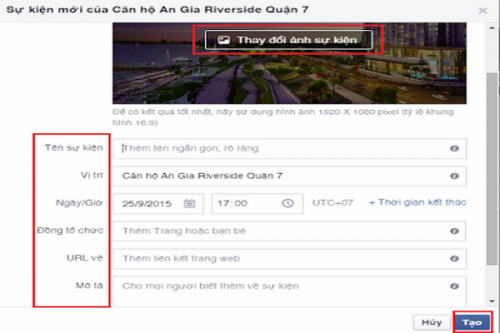 Sự kiện mới của Căn hộ An Gia Riverside Quận 7
Thay đổi ảnh sự kiện
Để có kết quả tốt nhất, hãy sử dụng hình ảnh 1920 X 1080 pixel (tỷ lệ khung
hình 16:9)
Tên sự kiện Thêm tên ngắn gọn, rõ ràng
Vị trí Căn hộ An Gia Riverside Quận 7
Ngày/Giờ 25/9/2015 17:00 UTC+07 + Thời gian kết thúc
Đồng tổ chức Thêm Trang hoặc bạn bè
URL vé Thêm liên kết trang web
Mô tả Cho mọi người biết thêm về sự kiện
Hủy Tạo